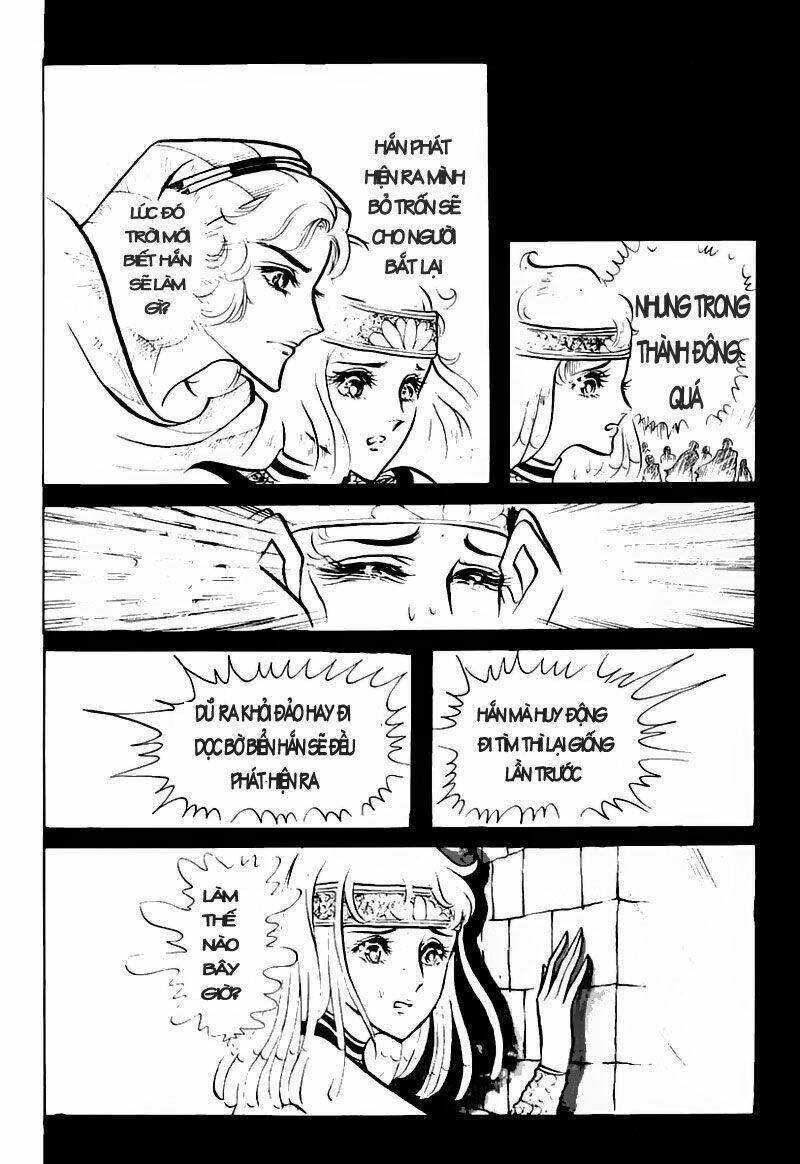 HẮN PHÁT
HIỆN RA MÌNH
BỎ TRỐN SẼ
CHO NGƯỜI
BẮT LẠI
LÚC ĐÓ
TRỜI MỚI
BIẾT HẮN
SẼ LÀM
GÌ?
NHƯNG TRONG
THÀNH ĐÔNG
QUÁ
DÙ RA KHỎI ĐẢO HAY ĐI
DỌC BỜ BIỂN HẮN SẼ ĐỀU
PHÁT HIỆN RA
HẮN MÀ HUY ĐỘNG
ĐI TÌM THÌ LẠI GIỐNG
LẦN TRƯỚC
LÀM
THẾ
NÀO
BÂY
GIỜ?